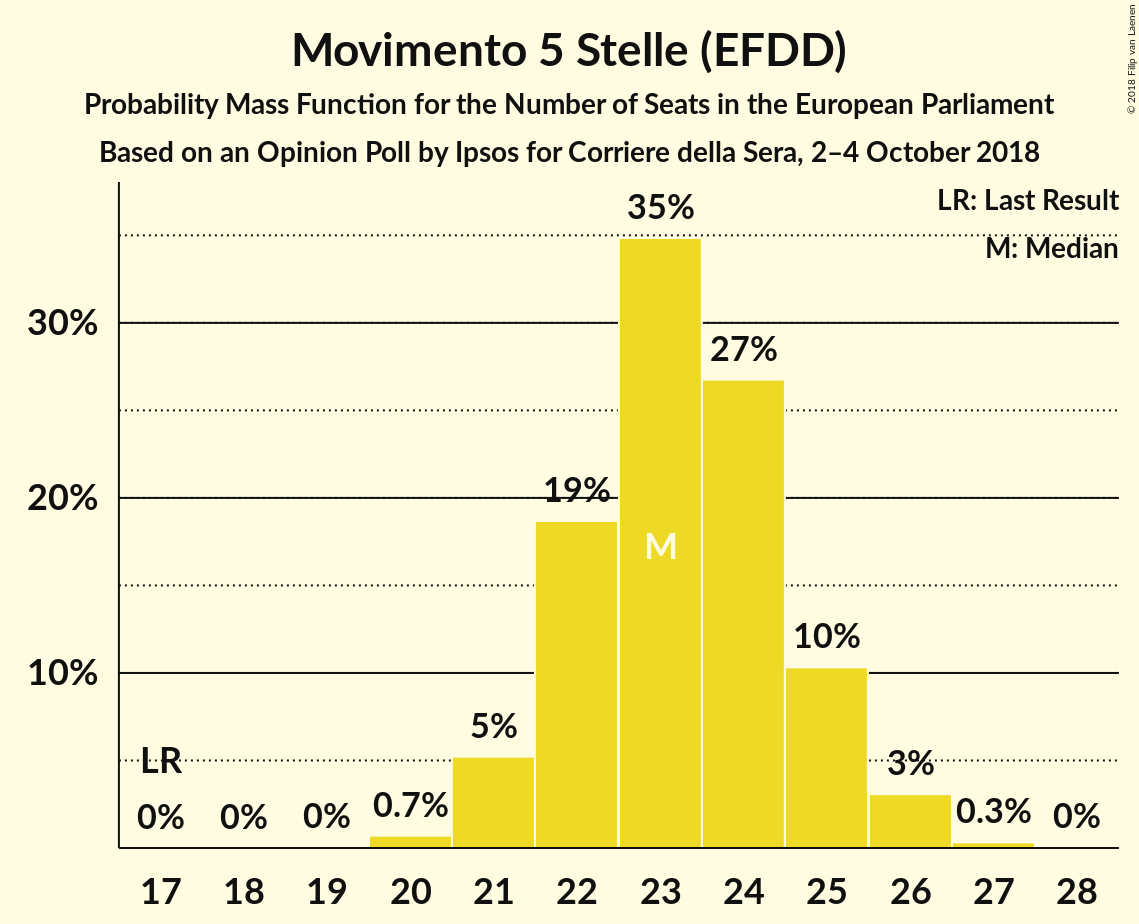 Movimento 5 Stelle (EFDD)
Probability Mass Function for the Number of Seats in the European Parliament
Based on an Opinion Poll by Ipsos for Corriere della Sera, 2–4 October 2018
© 2018 Filip van Laenen
LR: Last Result
M: Median
35%
30%
27%
20%
19%
M
10%
10%
5%
LR
3%
0%
0%
0%
0.7%
0.3%
0%
17 18 19 20 21 22 23 24 25 26 27 28